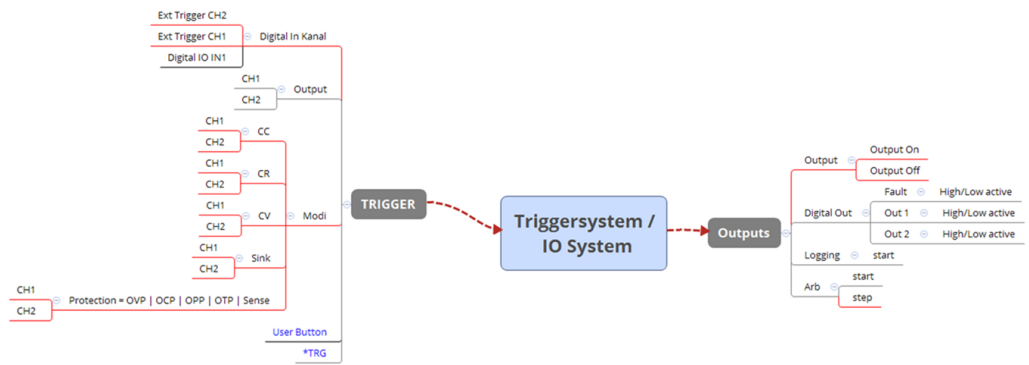 Ext Trigger CH2
Ext Trigger CH1
Digital IO IN1
Digital In Kanal
CH1
CH2
Output
CH1
CH2
CC
CH1
CH2
CR
CH1
CH2
CV
CH1
CH2
Sink
CH1
CH2
Protection = OVP | OCP | OPP | OTP | Sense
Modi
User Button
*TRG
TRIGGER
Triggersystem /
IO System
Outputs
Output
Output On
Output Off
Digital Out
Fault
High/Low active
Out 1
High/Low active
Out 2
High/Low active
Logging
start
Arb
start
step